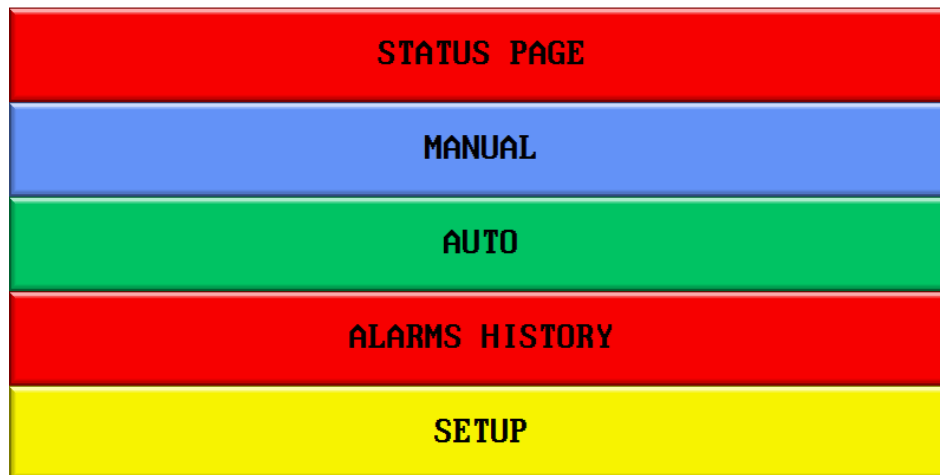 STATUS PAGE
MANUAL
AUTO
ALARMS HISTORY
SETUP